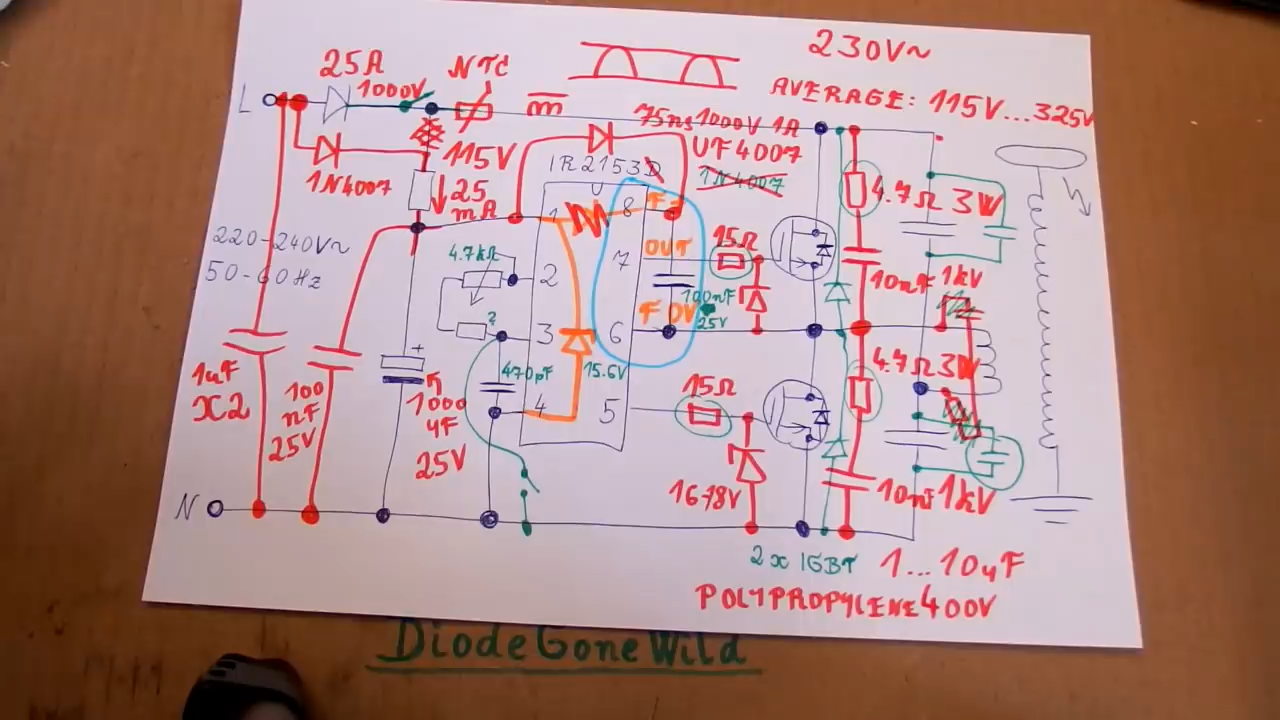 230V~
25A
1000V
NTC
AVERAGE: 115V...325V
L
75ns 1000V 1A
UF4007
1N4007
115V
1N4007
25
mA
IR2153D
220-240V~
50-60Hz
1
8
4.7Ω 3W
OUT
15Ω
4.7kΩ
2
7
10nF 1kV
100nF
25V
?
3
6
15.6V
4.7Ω 3W
1uF
X2
100
nF
25V
470pF
1000
uF
25V
4
5
15Ω
16-18V
10nF 1kV
N
2x IGBT
1...10uF
POLYPROPYLENE 400V
DiodeGoneWild